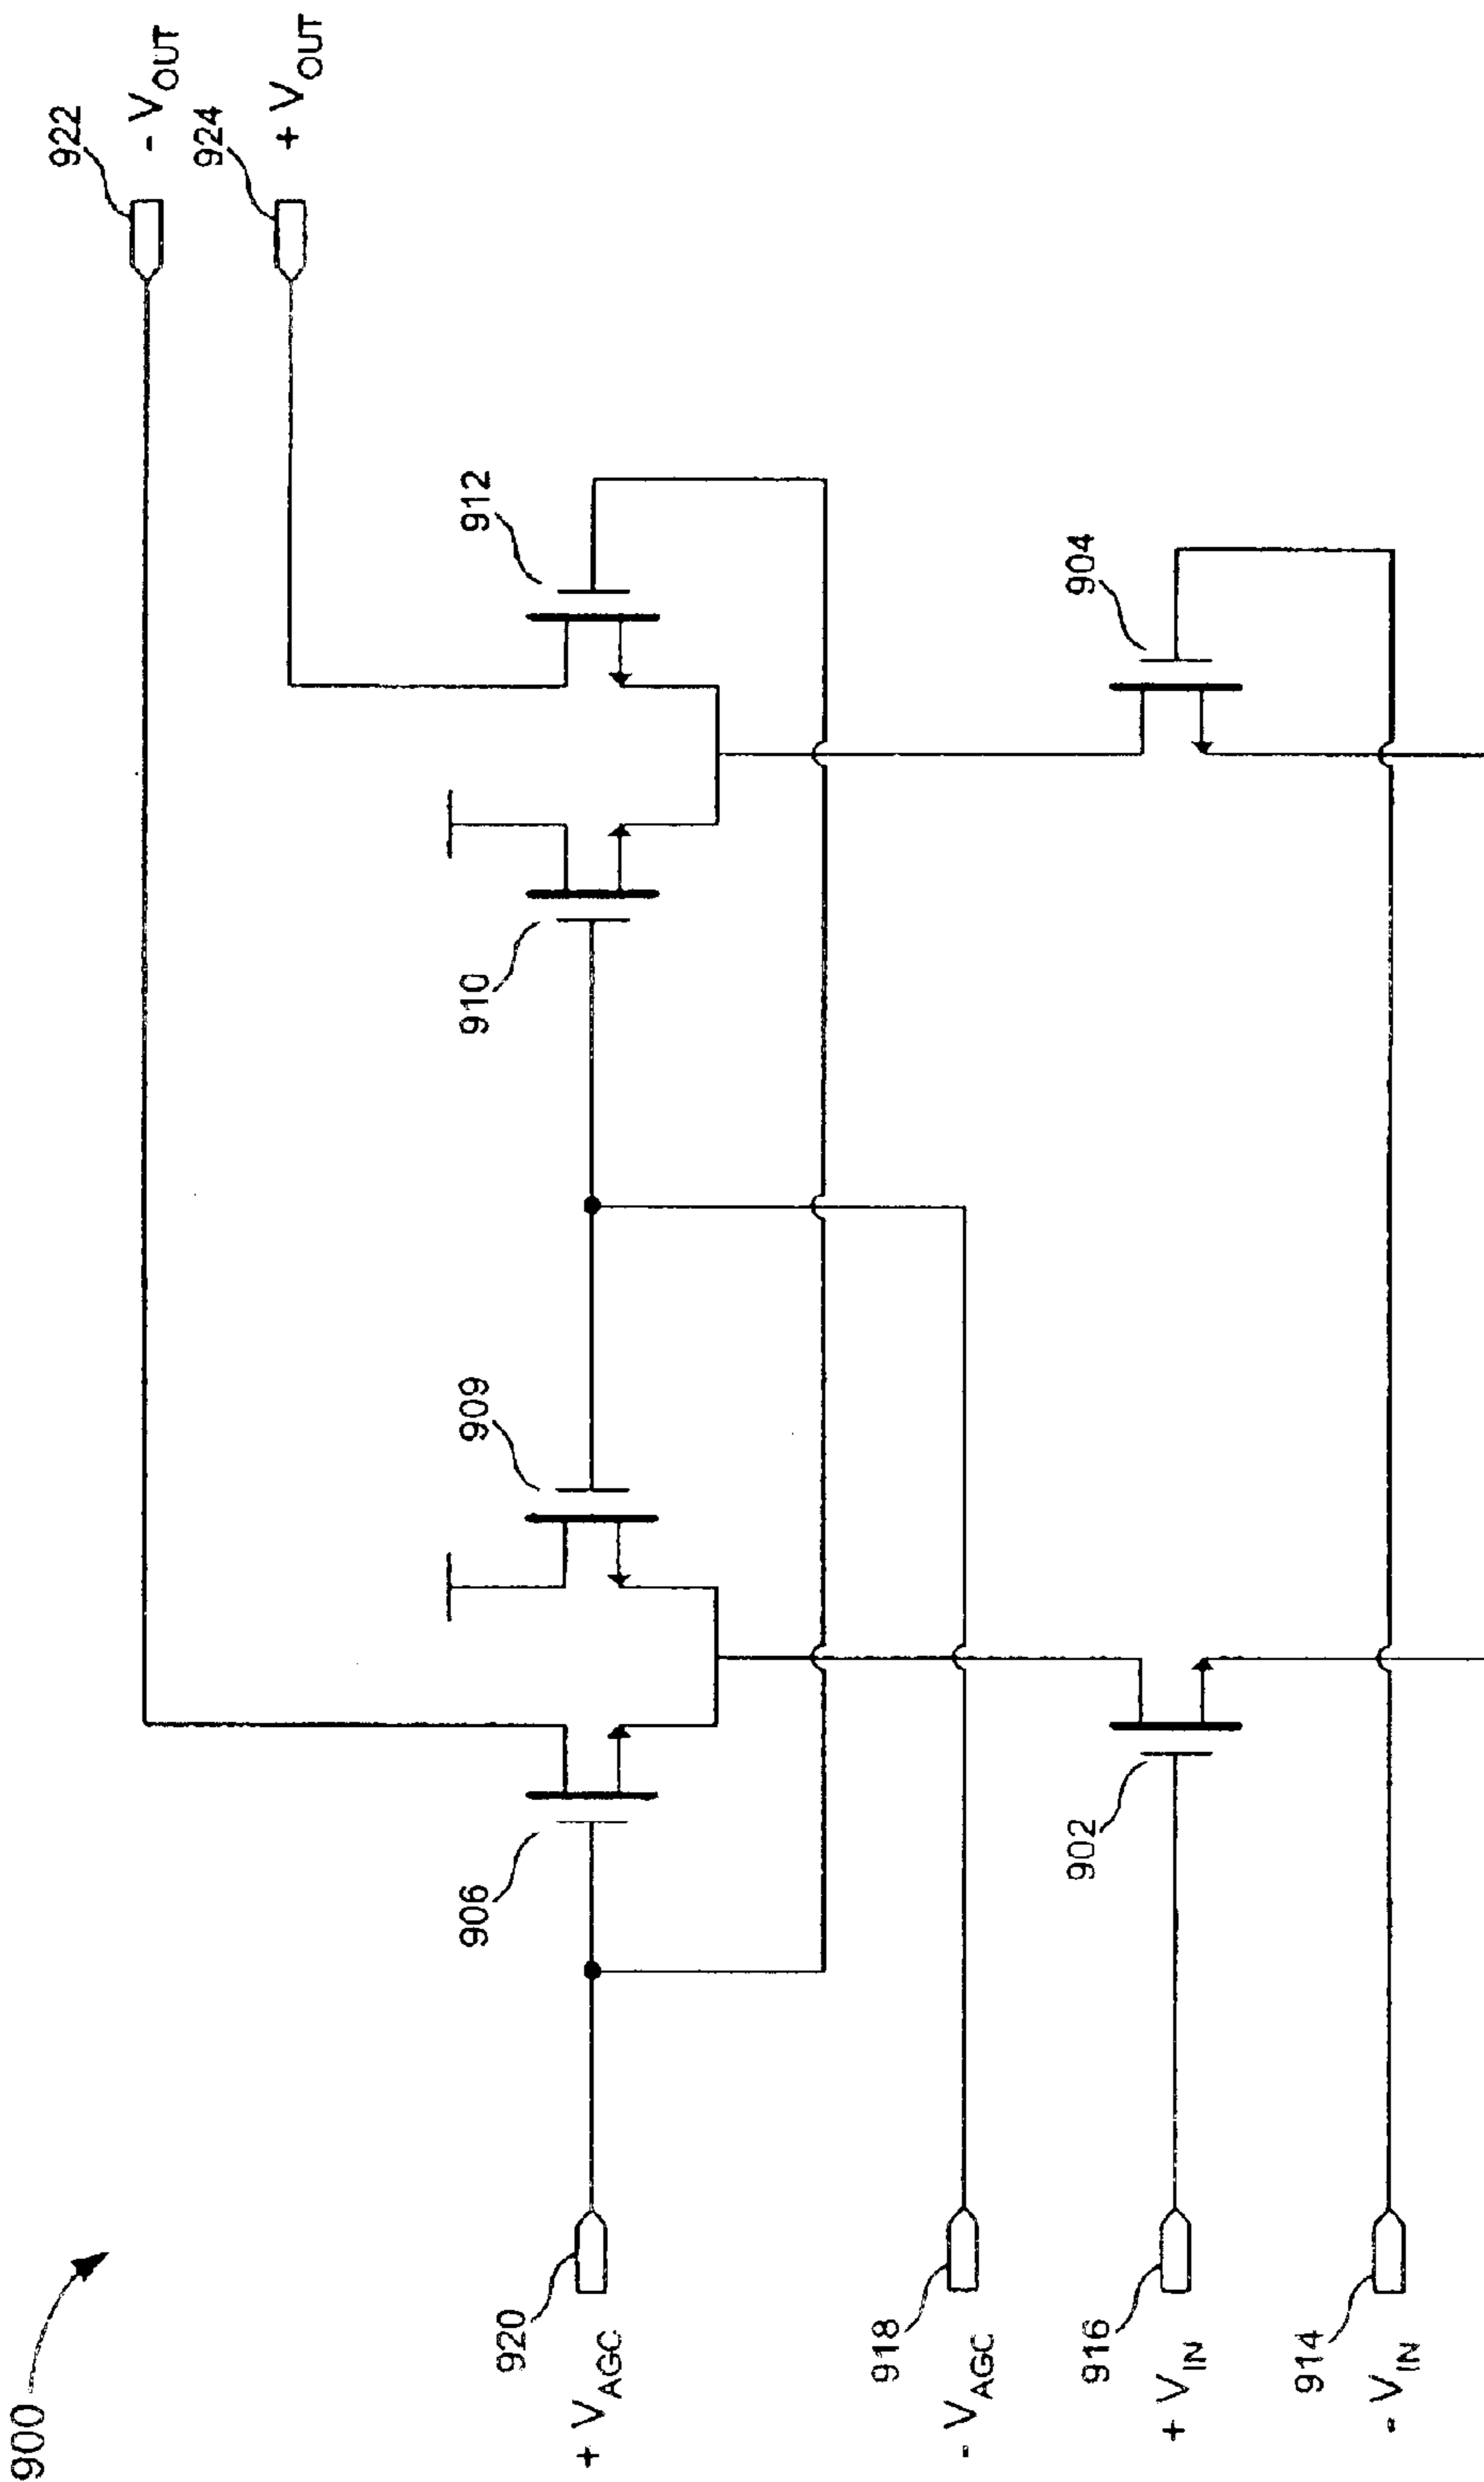 900
922
- VOUT
924
+ VOUT
906
909
910
912
920
+ VAGC
918
- VAGC
902
904
916
+ VIN
914
- VIN